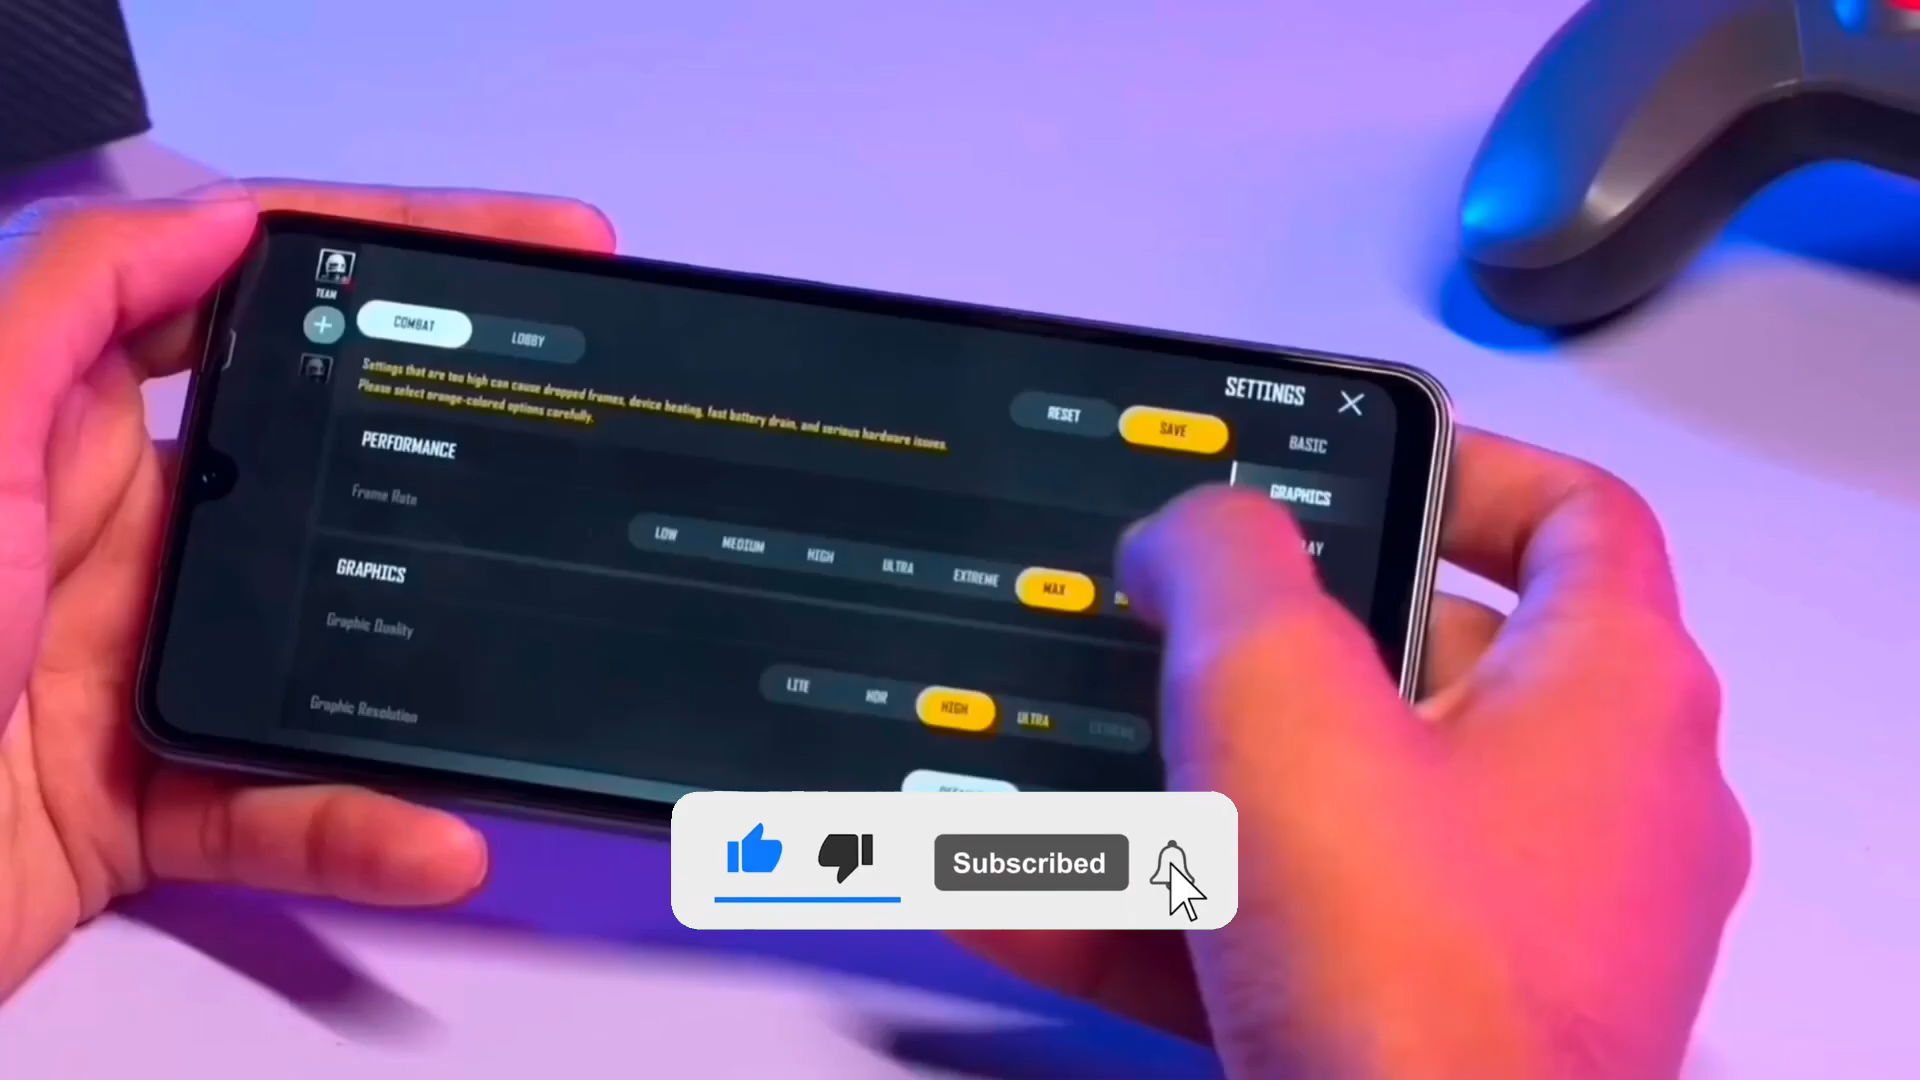 TEAM
COMBAT
LOBBY
Settings that are too high can cause dropped frames, device heating, fast battery drain, and serious hardware issues.
Please select orange-colored options carefully.
RESET
SAVE
SETTINGS
BASIC
GRAPHICS
PERFORMANCE
Frame Rate
LOW
MEDIUM
HIGH
ULTRA
EXTREME
MAX
GRAPHICS
Graphic Quality
LITE
HDR
HIGH
ULTRA
EXTREME
Graphic Resolution
Subscribed